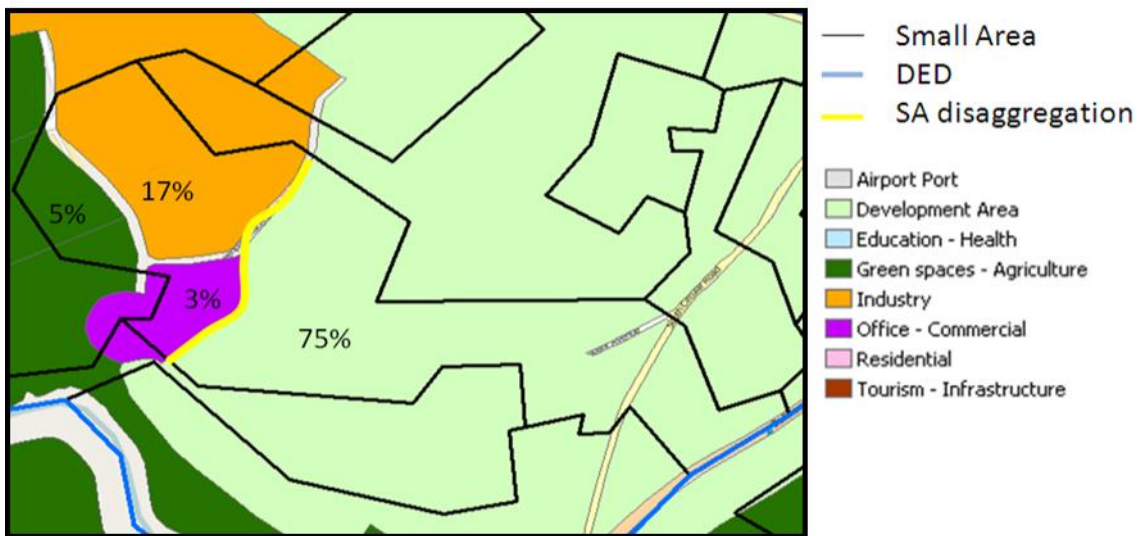 17%
5%
3%
75%
Small Area
DED
SA disaggregation
Airport Port
Development Area
Education - Health
Green spaces - Agriculture
Industry
Office - Commercial
Residential
Tourism - Infrastructure